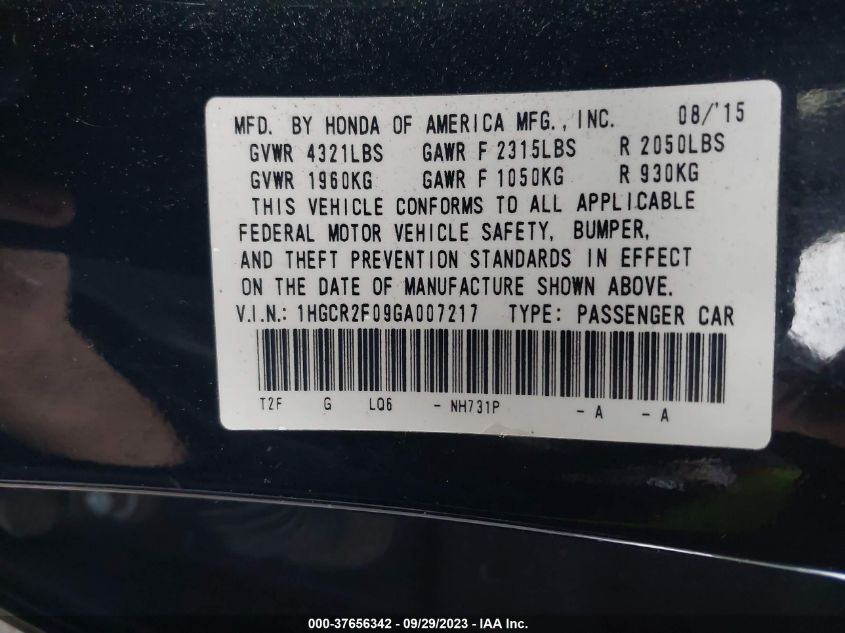 MFD. BY HONDA OF AMERICA MFG., INC. 08/'15
GVWR 4321LBS GAWR F 2315LBS R 2050LBS
GVWR 1960KG GAWR F 1050KG R 930KG
THIS VEHICLE CONFORMS TO ALL APPLICABLE
FEDERAL MOTOR VEHICLE SAFETY, BUMPER,
AND THEFT PREVENTION STANDARDS IN EFFECT
ON THE DATE OF MANUFACTURE SHOWN ABOVE.
V.I.N.: 1HGCR2F09GA007217 TYPE: PASSENGER CAR
T2F G LQ6 - NH731P - A - A
000-37656342 / 09/29/2023 - IAA Inc.